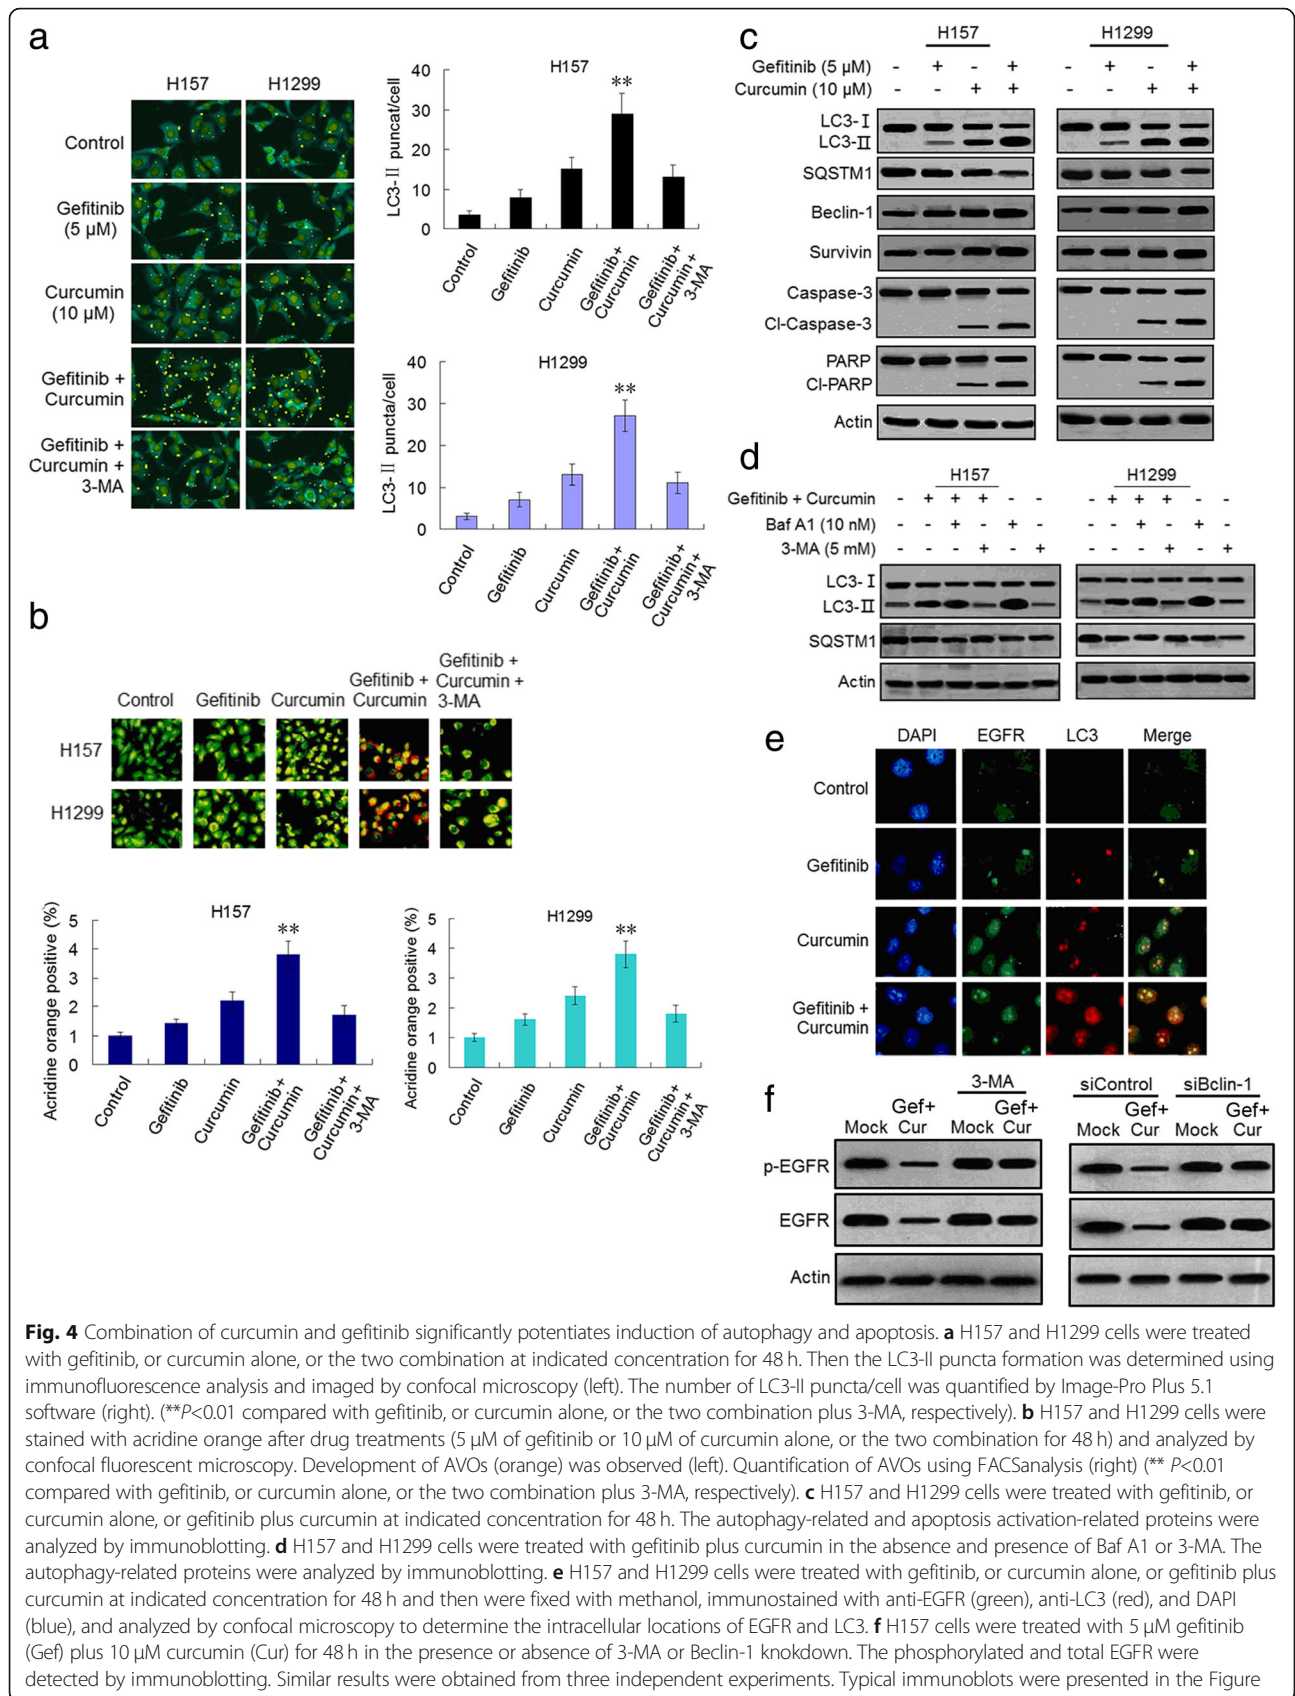 a
H157 H1299
Control
Gefitinib
(5 µM)
Curcumin
(10 µM)
Gefitinib +
Curcumin
Gefitinib +
Curcumin +
3-MA
H157
LC3-Ⅱ puncat/cell
40
30
20
10
0
**
Control
Gefitinib
Curcumin
Gefitinib+
Curcumin
Gefitinib+
Curcumin+
3-MA
H1299
LC3-Ⅱ puncta/cell
40
30
20
10
0
**
Control
Gefitinib
Curcumin
Gefitinib+
Curcumin
Gefitinib+
Curcumin+
3-MA
b
Control Gefitinib Curcumin Gefitinib + Curcumin Gefitinib + Curcumin + 3-MA
H157
H1299
H157
Acridine orange positive (%)
5
4
3
2
1
0
**
Control
Gefitinib
Curcumin
Gefitinib+
Curcumin
Gefitinib+
Curcumin+
3-MA
H1299
Acridine orange positive (%)
5
4
3
2
1
0
**
Control
Gefitinib
Curcumin
Gefitinib+
Curcumin
Gefitinib+
Curcumin+
3-MA
c
H157 H1299
Gefitinib (5 µM) - + - + - + - +
Curcumin (10 µM) - - + + - - + +
LC3-Ⅰ
LC3-Ⅱ
SQSTM1
Beclin-1
Survivin
Caspase-3
Cl-Caspase-3
PARP
Cl-PARP
Actin
d
H157 H1299
Gefitinib + Curcumin - + + + - - - + + + - -
Baf A1 (10 nM) - - + - + - - - + - + -
3-MA (5 mM) - - - + - + - - - + - +
LC3-Ⅰ
LC3-Ⅱ
SQSTM1
Actin
e
DAPI EGFR LC3 Merge
Control
Gefitinib
Curcumin
Gefitinib +
Curcumin
f
3-MA siControl siBclin-1
Gef+ Gef+ Gef+ Gef+
Mock Cur Mock Cur Mock Cur Mock Cur
p-EGFR
EGFR
Actin
Fig. 4 Combination of curcumin and gefitinib significantly potentiates induction of autophagy and apoptosis. a H157 and H1299 cells were treated
with gefitinib, or curcumin alone, or the two combination at indicated concentration for 48 h. Then the LC3-II puncta formation was determined using
immunofluorescence analysis and imaged by confocal microscopy (left). The number of LC3-II puncta/cell was quantified by Image-Pro Plus 5.1
software (right). (**P<0.01 compared with gefitinib, or curcumin alone, or the two combination plus 3-MA, respectively). b H157 and H1299 cells were
stained with acridine orange after drug treatments (5 µM of gefitinib or 10 µM of curcumin alone, or the two combination for 48 h) and analyzed by
confocal fluorescent microscopy. Development of AVOs (orange) was observed (left). Quantification of AVOs using FACSanalysis (right) (** P<0.01
compared with gefitinib, or curcumin alone, or the two combination plus 3-MA, respectively). c H157 and H1299 cells were treated with gefitinib, or
curcumin alone, or gefitinib plus curcumin at indicated concentration for 48 h. The autophagy-related and apoptosis activation-related proteins were
analyzed by immunoblotting. d H157 and H1299 cells were treated with gefitinib plus curcumin in the absence and presence of Baf A1 or 3-MA. The
autophagy-related proteins were analyzed by immunoblotting. e H157 and H1299 cells were treated with gefitinib, or curcumin alone, or gefitinib plus
curcumin at indicated concentration for 48 h and then were fixed with methanol, immunostained with anti-EGFR (green), anti-LC3 (red), and DAPI
(blue), and analyzed by confocal microscopy to determine the intracellular locations of EGFR and LC3. f H157 cells were treated with 5 µM gefitinib
(Gef) plus 10 µM curcumin (Cur) for 48 h in the presence or absence of 3-MA or Beclin-1 knokdown. The phosphorylated and total EGFR were
detected by immunoblotting. Similar results were obtained from three independent experiments. Typical immunoblots were presented in the Figure